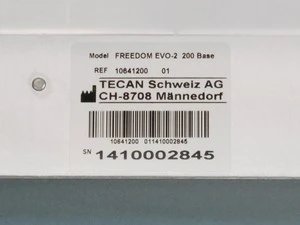 Model FREEDOM EVO-2 200 Base
REF 10641200 01
TECAN Schweiz AG
CH-8708 Männedorf
10641200 011410002845
SN 1410002845